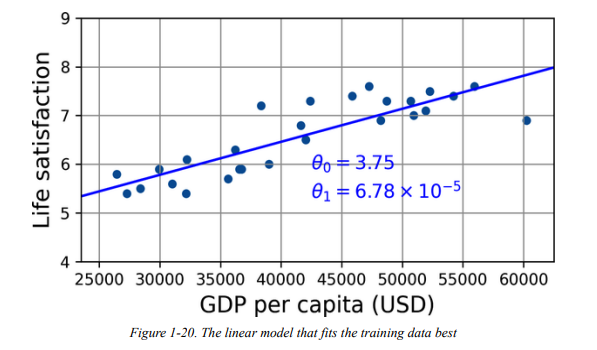 9
8
7
6
5
4
Life satisfaction
θ0 = 3.75
θ1 = 6.78 × 10−5
25000 30000 35000 40000 45000 50000 55000 60000
GDP per capita (USD)
Figure 1-20. The linear model that fits the training data best